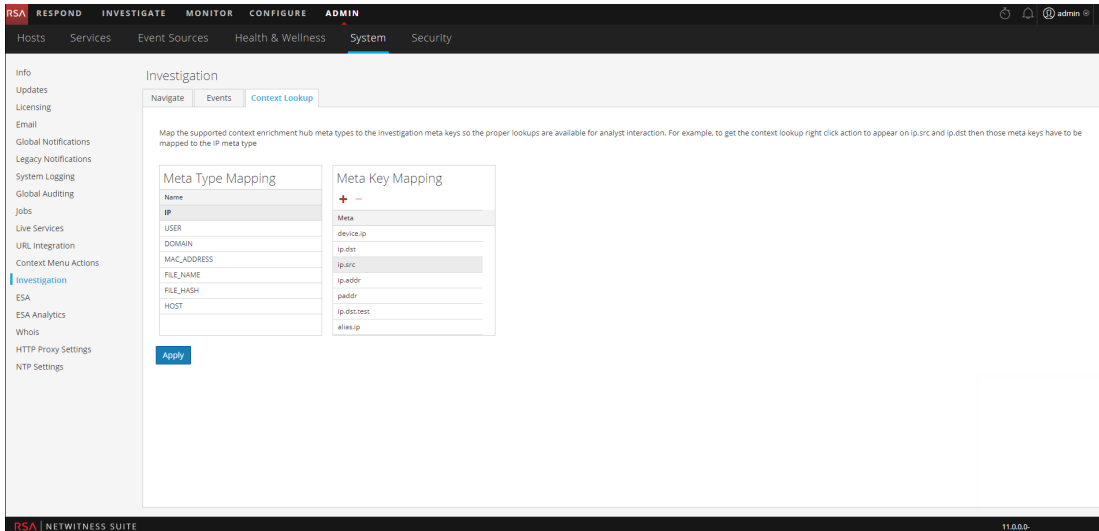 RSA RESPOND INVESTIGATE MONITOR CONFIGURE ADMIN admin
Hosts Services Event Sources Health & Wellness System Security
Info
Updates
Licensing
Email
Global Notifications
Legacy Notifications
System Logging
Global Auditing
Jobs
Live Services
URL Integration
Context Menu Actions
Investigation
ESA
ESA Analytics
Whois
HTTP Proxy Settings
NTP Settings
Investigation
Navigate Events Context Lookup
Map the supported context enrichment hub meta types to the investigation meta keys so the proper lookups are available for analyst interaction. For example, to get the context lookup right click action to appear on ip.src and ip.dst then those meta keys have to be
mapped to the IP meta type
Meta Type Mapping
Name
IP
USER
DOMAIN
MAC_ADDRESS
FILE_NAME
FILE_HASH
HOST
Meta Key Mapping
+ −
Meta
device.ip
ip.dst
ip.src
ip.addr
paddr
ip.dst.test
alias.ip
Apply
RSA | NETWITNESS SUITE 11.0.0.0-